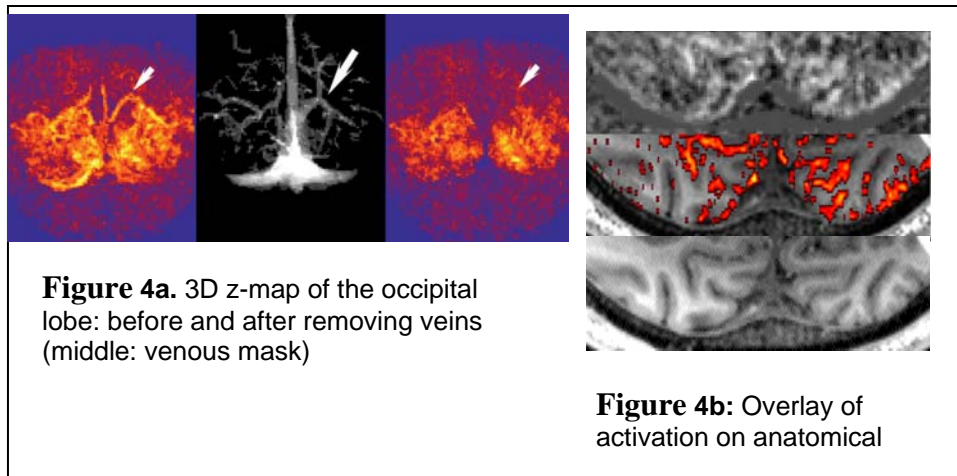 Figure 4a. 3D z-map of the occipital
lobe: before and after removing veins
(middle: venous mask)
Figure 4b: Overlay of
activation on anatomical